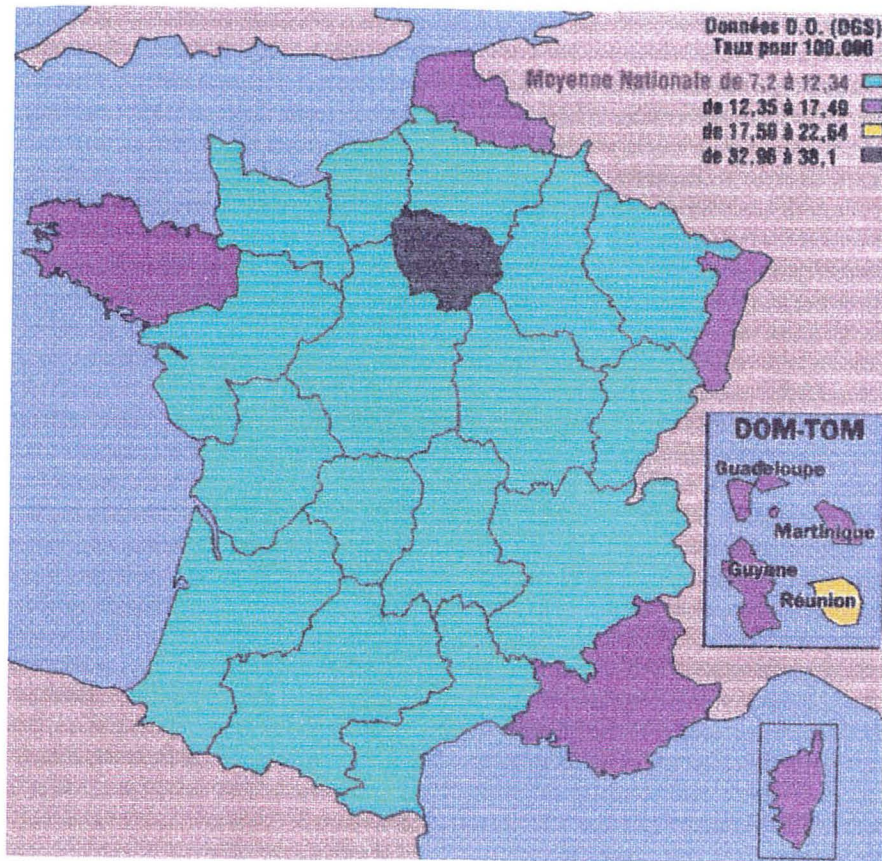 Données D.O. (DGS)
Taux pour 100.000
Moyenne Nationale de 7,2 à 12,34
de 12,35 à 17,49
de 17,50 à 22,64
de 32,96 à 38,1
DOM-TOM
Guadeloupe
Martinique
Guyane
Réunion